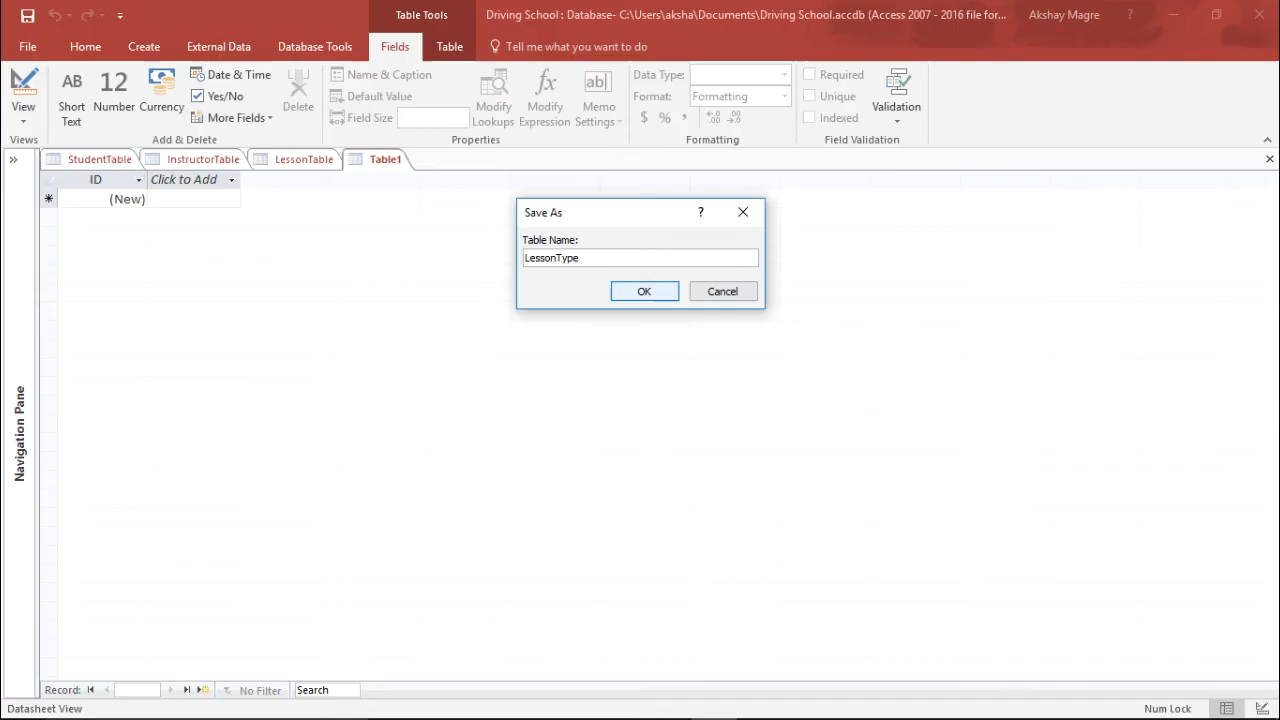 Table Tools
Driving School : Database- C:\Users\aksha\Documents\Driving School.accdb (Access 2007 - 2016 file for...
Akshay Magre
?
File
Home
Create
External Data
Database Tools
Fields
Table
Tell me what you want to do
View
AB
Short
Text
12
Number
Currency
Date & Time
Yes/No
More Fields
Delete
Name & Caption
Default Value
Field Size
Modify
Lookups
fx
Modify
Expression
ab|
Memo
Settings
Data Type:
Format:
Formatting
$ % , .00 .00
Required
Unique
Indexed
Validation
Views
Add & Delete
Properties
Formatting
Field Validation
StudentTable
InstructorTable
LessonTable
Table1
ID
Click to Add
* (New)
Save As
?
Table Name:
LessonType
OK
Cancel
Navigation Pane
Record:
No Filter
Search
Datasheet View
Num Lock